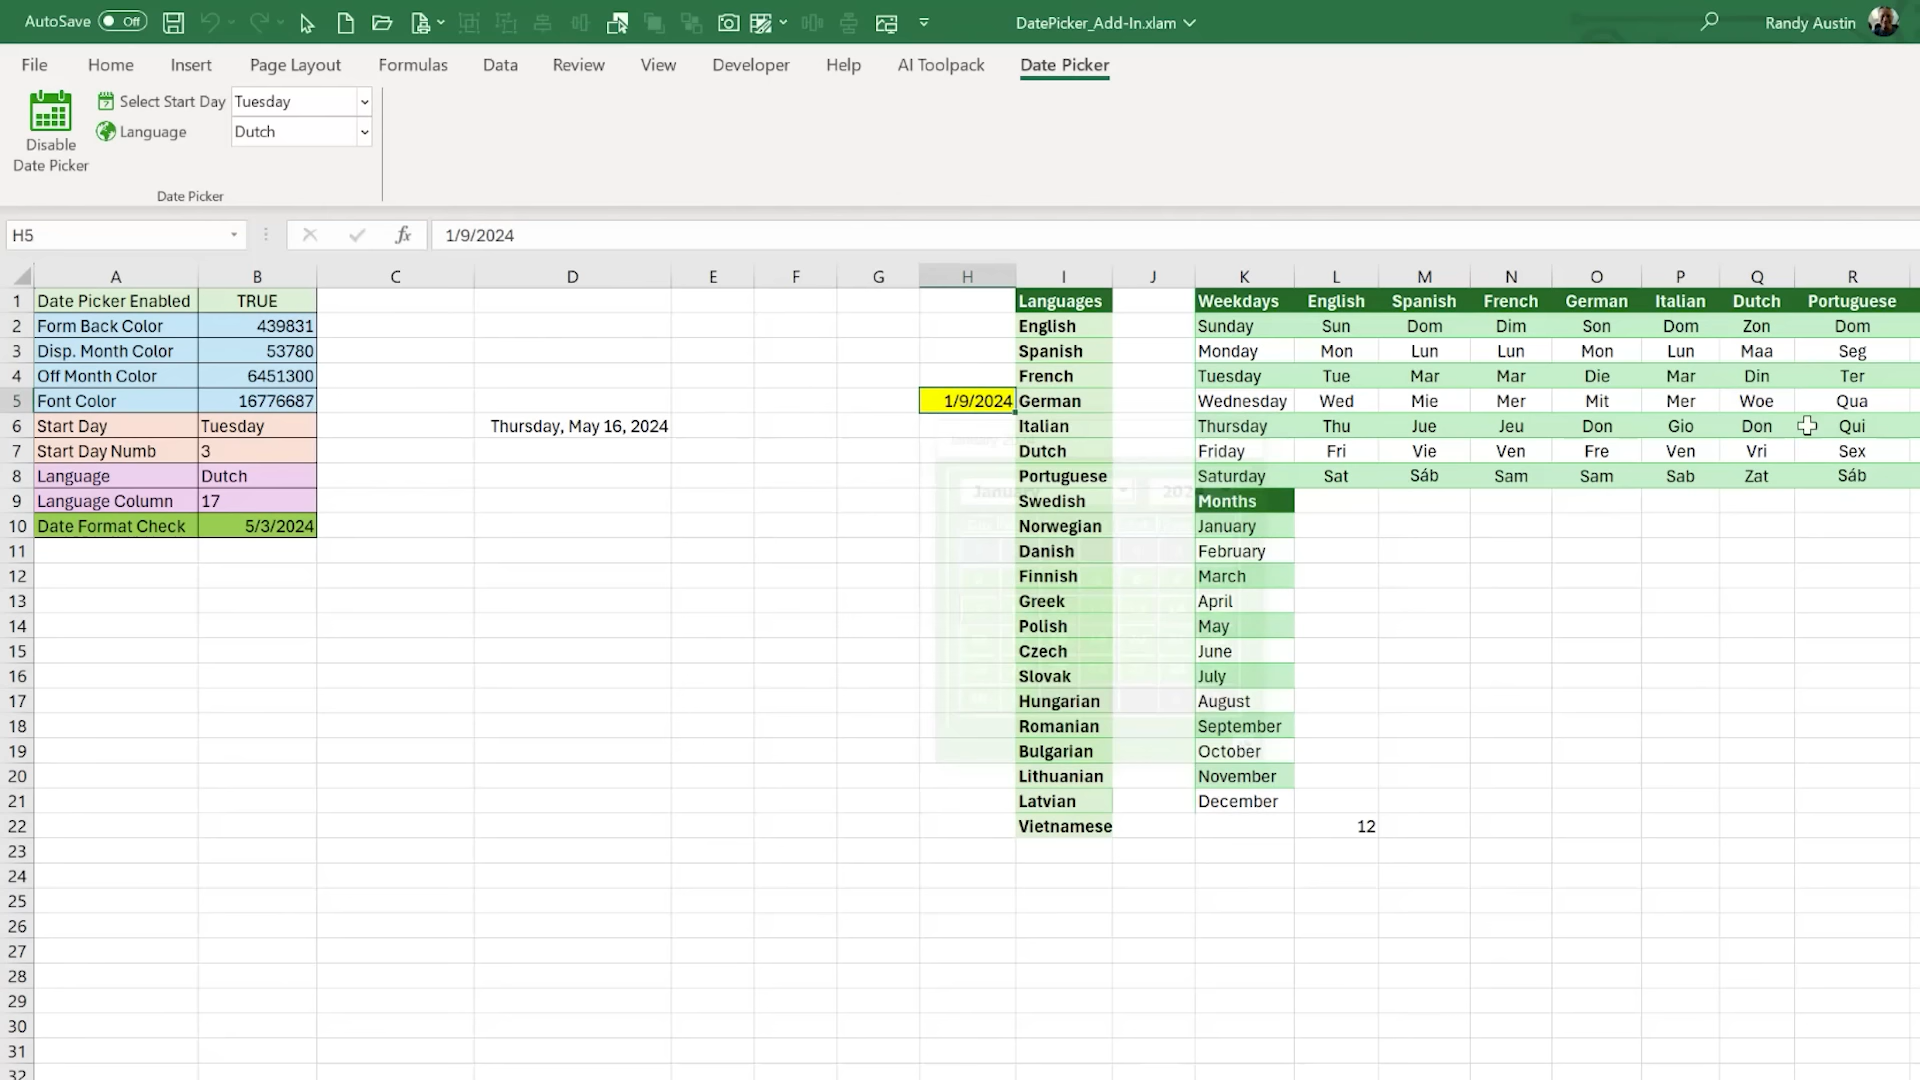 AutoSave Off DatePicker_Add-In.xlam Randy Austin
File Home Insert Page Layout Formulas Data Review View Developer Help AI Toolpack Date Picker
Select Start Day Tuesday
Language Dutch
Disable
Date Picker
Date Picker
H5 fx 1/9/2024
A B C D E F G H I J K L M N O P Q R
1 Date Picker Enabled TRUE Languages Weekdays English Spanish French German Italian Dutch Portuguese
2 Form Back Color 439831 English Sunday Sun Dom Dim Son Dom Zon Dom
3 Disp. Month Color 53780 Spanish Monday Mon Lun Lun Mon Lun Maa Seg
4 Off Month Color 6451300 French Tuesday Tue Mar Mar Die Mar Din Ter
5 Font Color 16776687 1/9/2024 German Wednesday Wed Mie Mer Mit Mer Woe Qua
6 Start Day Tuesday Thursday, May 16, 2024 Italian Thursday Thu Jue Jeu Don Gio Don Qui
7 Start Day Numb 3 Dutch Friday Fri Vie Ven Fre Ven Vri Sex
8 Language Dutch Portuguese Saturday Sat Sáb Sam Sam Sab Zat Sáb
9 Language Column 17 Swedish Months
10 Date Format Check 5/3/2024 Norwegian January
11 Danish February
12 Finnish March
13 Greek April
14 Polish May
15 Czech June
16 Slovak July
17 Hungarian August
18 Romanian September
19 Bulgarian October
20 Lithuanian November
21 Latvian December
22 Vietnamese 12
23
24
25
26
27
28
29
30
31
32